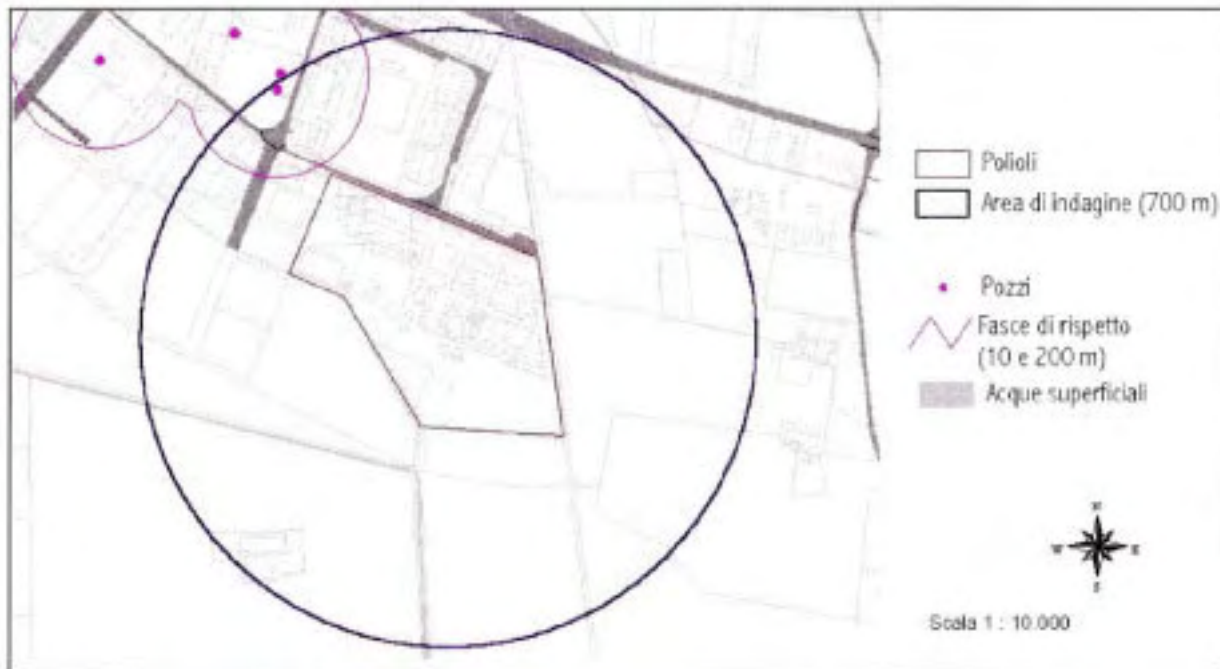 Polioli
Area di indagine (700 m)
Pozzi
Fasce di rispetto
(10 e 200 m)
Acque superficiali
N
W E
S
Scala 1 : 10.000